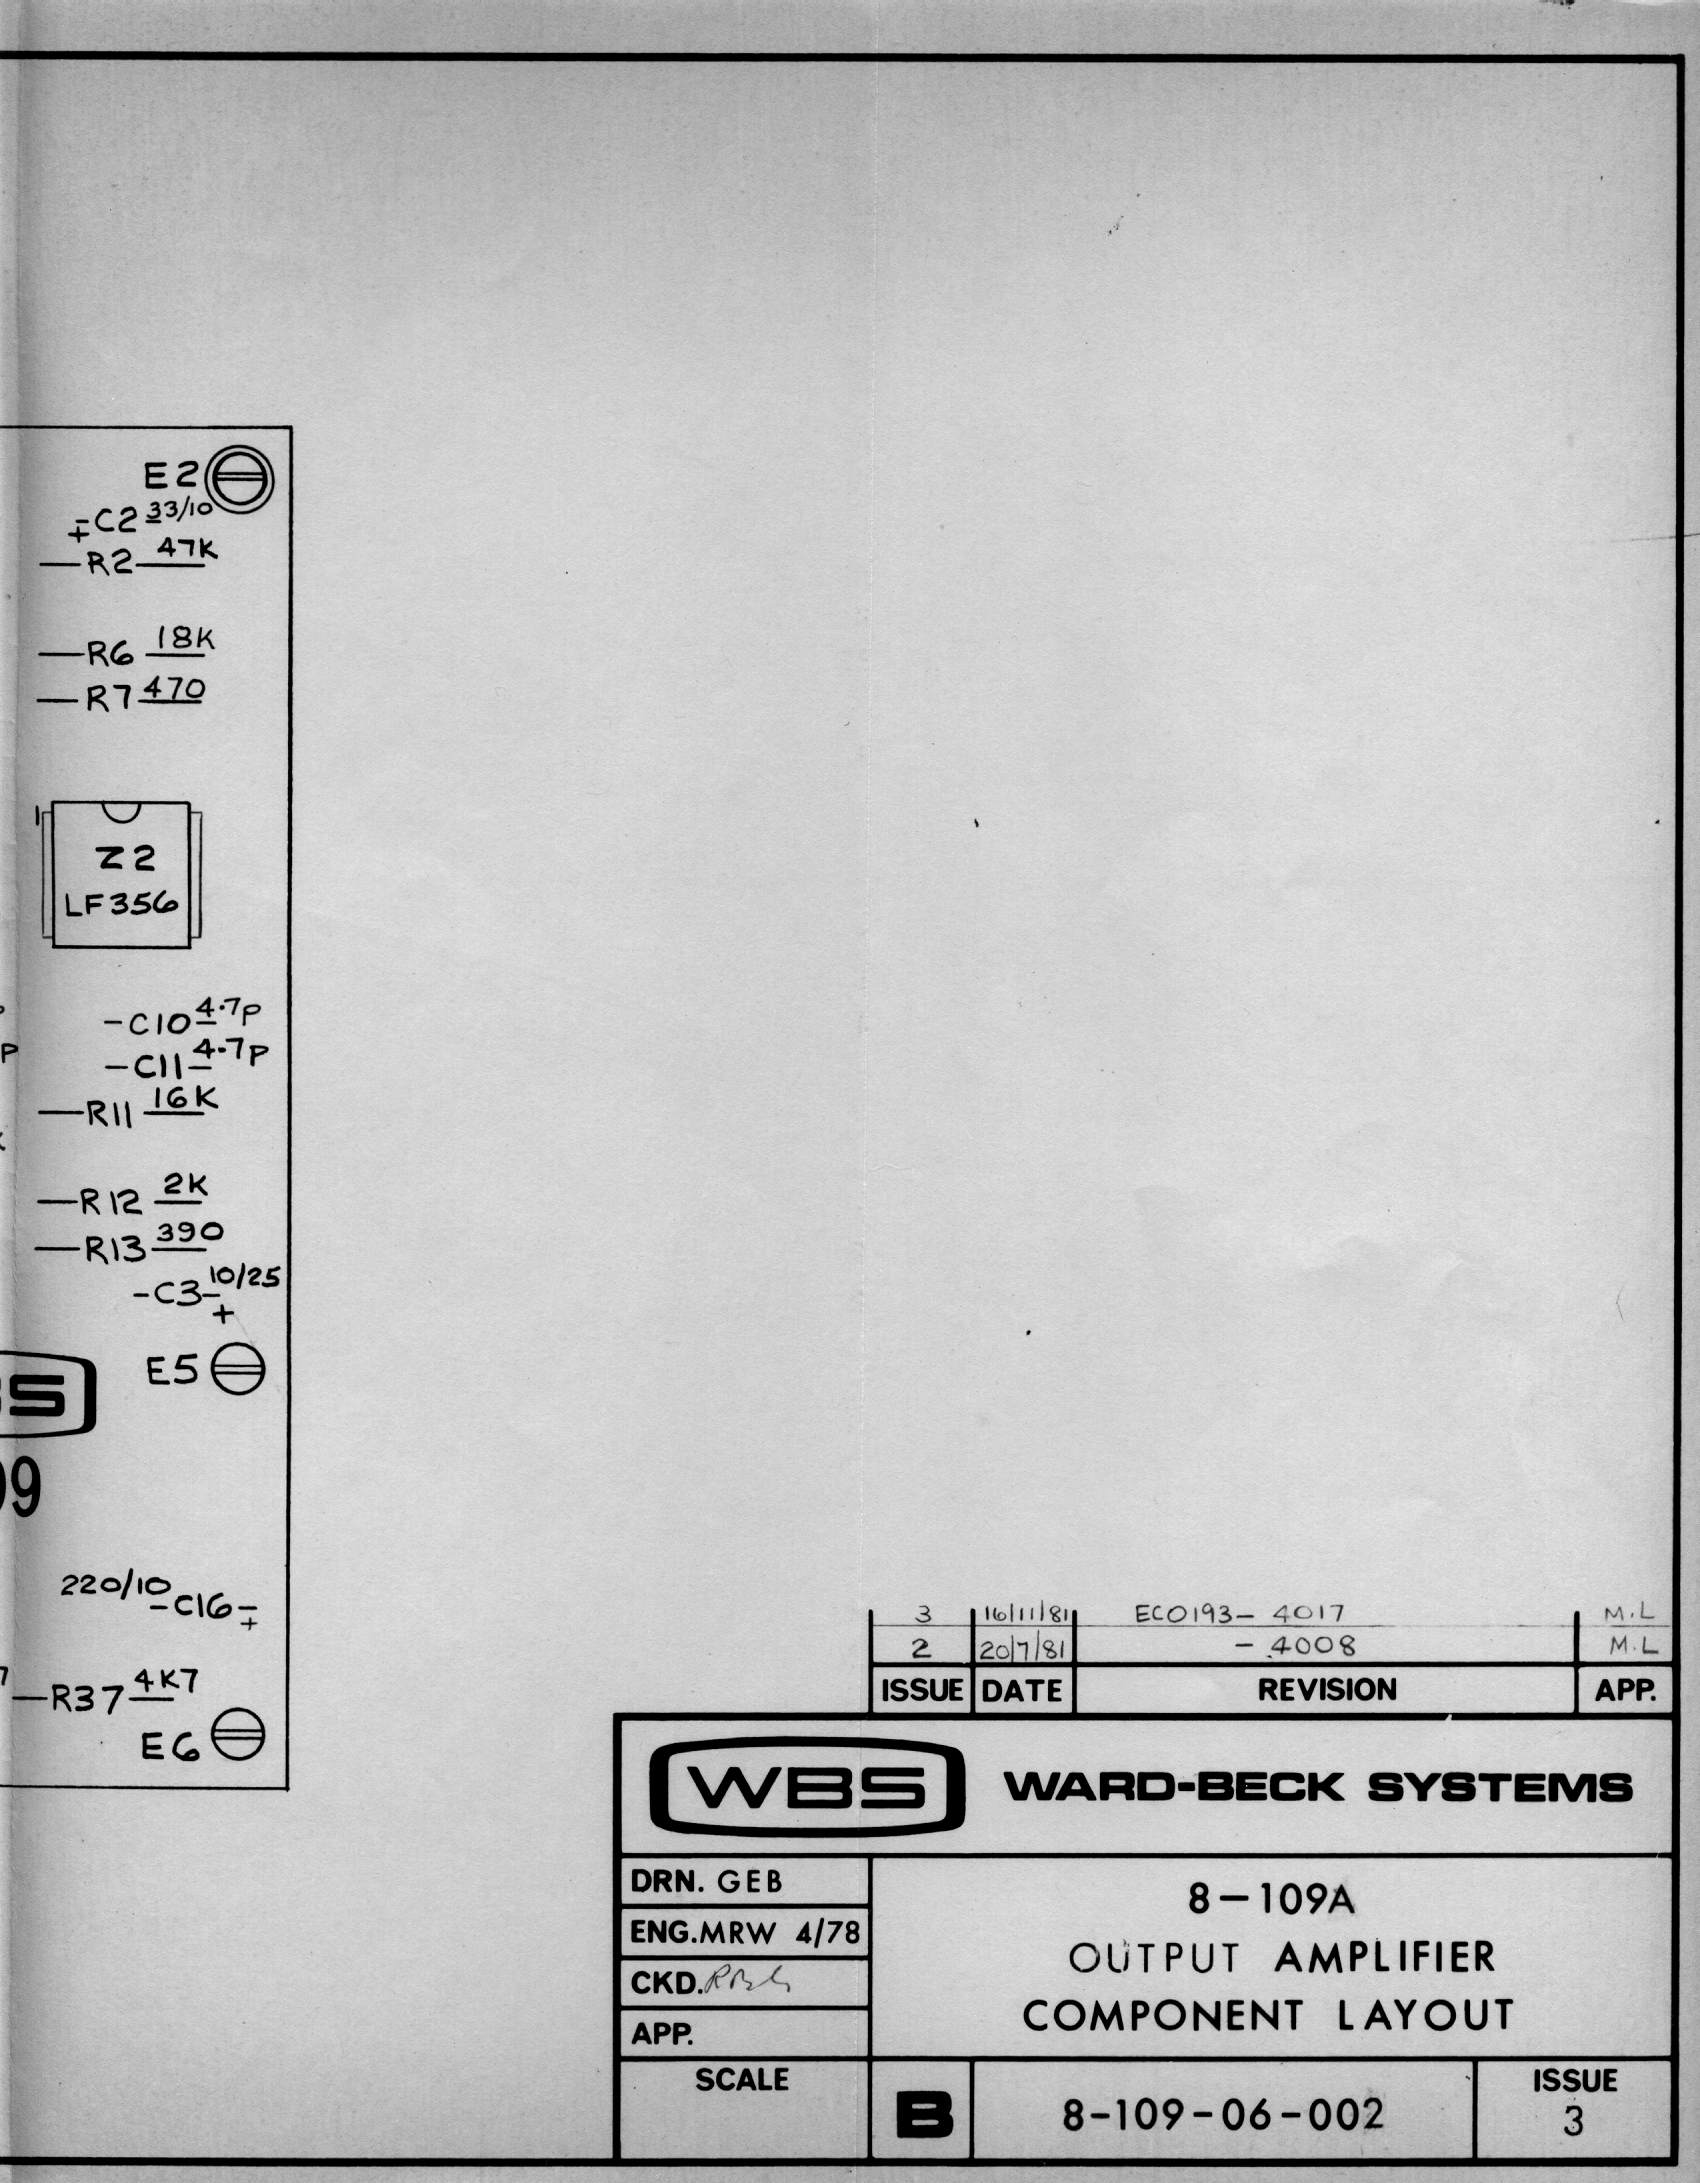 E2
C2 33/10
+
R2 47K
R6 18K
R7 470
1
Z2
LF356
C10 4.7P
P
C11 4.7P
R11 16K
R12 2K
R13 390
C3 10/25
+
E5
9
220/10 C16
+
7
R37 4K7
E6
3 16/11/81 ECO193- 4017 M.L
2 20/7/81 - 4008 M.L
ISSUE DATE REVISION APP.
WBS WARD-BECK SYSTEMS
DRN. GEB
ENG. MRW 4/78
CKD.
APP.
8-109A
OUTPUT AMPLIFIER
COMPONENT LAYOUT
SCALE
B
8-109-06-002
ISSUE
3